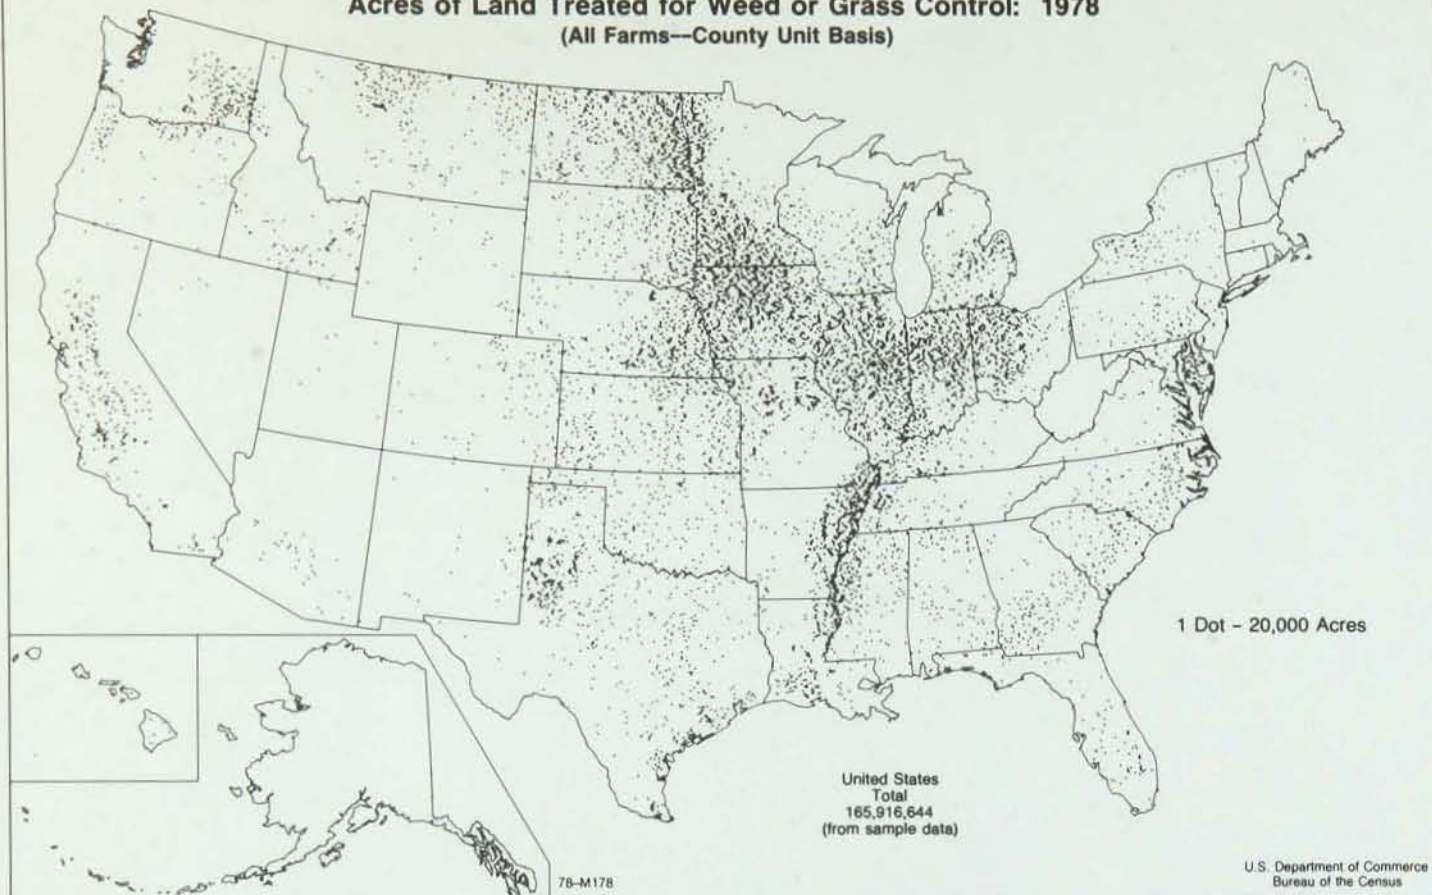 Acres of Land Treated for Weed or Grass Control: 1978
(All Farms—County Unit Basis)
1 Dot - 20,000 Acres
United States
Total
165,916,644
(from sample data)
78-M178
U.S. Department of Commerce
Bureau of the Census